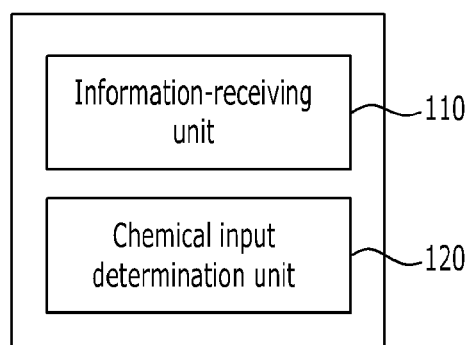 Information-receiving
unit
110
Chemical input
determination unit
120